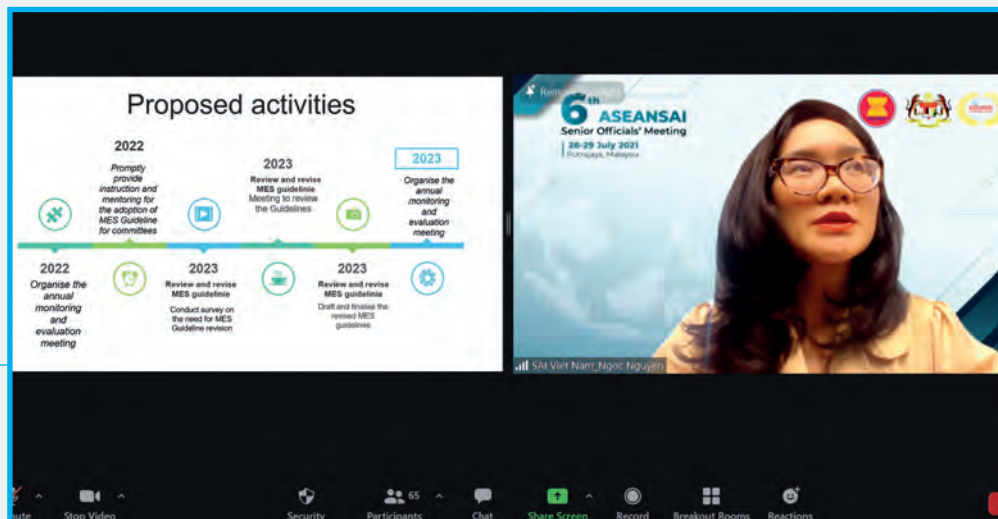 Proposed activities
2022
Promptly
provide
instruction and
mentoring for
the adoption of
MES Guideline
for committees
2023
Review and revise
MES guidelinie
Meeting to review
the Guidelines
2023
Organise the
annual
monitoring
and
evaluation
meeting
2022
Organise the
annual
monitoring
and
evaluation
meeting
2023
Review and revise
MES guidelinie
Conduct survey on
the need for MES
Guideline revision
2023
Review and revise
MES guidelinie
Draft and finalise the
revised MES
guidelines
6th ASEANSAI
Senior Officials' Meeting
28-29 July 2021
Putrajaya, Malaysia
SAI Viet Nam_Ngoc Nguyen
Stop Video
Security
Participants
65
Chat
Share Screen
Record
Breakout Rooms
Reactions